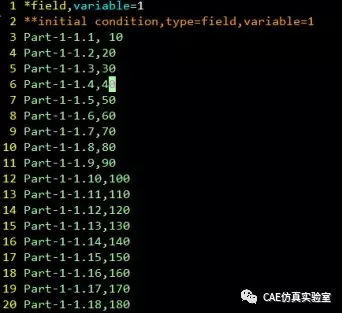 1 *field,variable=1
2 **initial condition,type=field,variable=1
3 Part-1-1.1, 10
4 Part-1-1.2,20
5 Part-1-1.3,30
6 Part-1-1.4,40
7 Part-1-1.5,50
8 Part-1-1.6,60
9 Part-1-1.7,70
10 Part-1-1.8,80
11 Part-1-1.9,90
12 Part-1-1.10,100
13 Part-1-1.11,110
14 Part-1-1.12,120
15 Part-1-1.13,130
16 Part-1-1.14,140
17 Part-1-1.15,150
18 Part-1-1.16,160
19 Part-1-1.17,170
20 Part-1-1.18,180
CAE仿真实验室